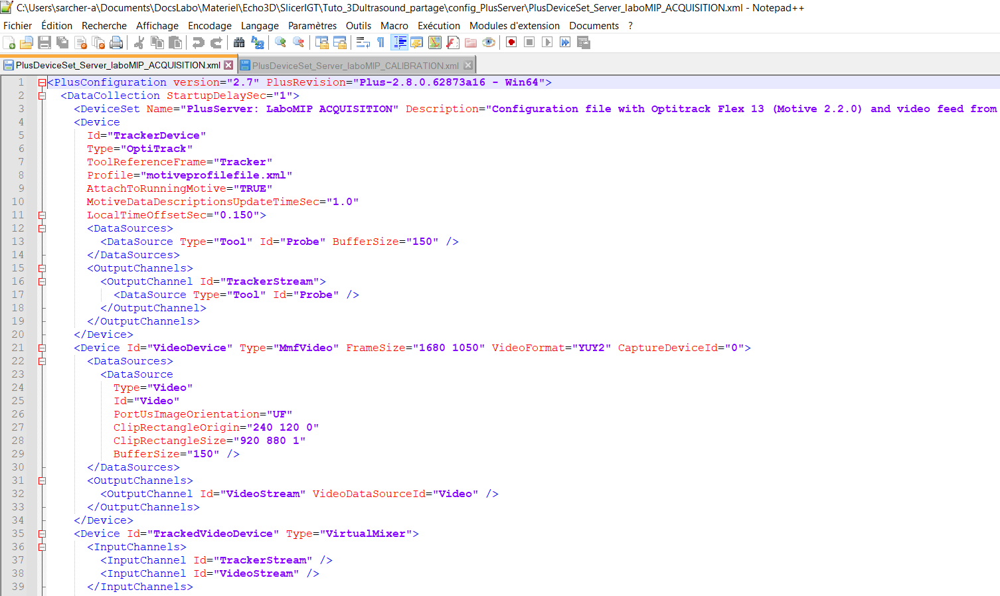 C:\Users\sarcher-a\Documents\DocsLabo\Materiel\Echo3D\SlicerIGT\Tuto_3Dultrasound_partage\config_PlusServer\PlusDeviceSet_Server_laboMIP_ACQUISITION.xml - Notepad++
Fichier Édition Recherche Affichage Encodage Langage Paramètres Outils Macro Exécution Modules d'extension Documents ?
PlusDeviceSet_Server_laboMIP_ACQUISITION.xml PlusDeviceSet_Server_laboMIP_CALIBRATION.xml
1 <PlusConfiguration version="2.7" PlusRevision="Plus-2.8.0.62873a16 - Win64">
2 <DataCollection StartupDelaySec="1">
3 <DeviceSet Name="PlusServer: LaboMIP ACQUISITION" Description="Configuration file with Optitrack Flex 13 (Motive 2.2.0) and video feed from
4 <Device
5 Id="TrackerDevice"
6 Type="OptiTrack"
7 ToolReferenceFrame="Tracker"
8 Profile="motiveprofilefile.xml"
9 AttachToRunningMotive="TRUE"
10 MotiveDataDescriptionsUpdateTimeSec="1.0"
11 LocalTimeOffsetSec="0.150">
12 <DataSources>
13 <DataSource Type="Tool" Id="Probe" BufferSize="150" />
14 </DataSources>
15 <OutputChannels>
16 <OutputChannel Id="TrackerStream">
17 <DataSource Type="Tool" Id="Probe" />
18 </OutputChannel>
19 </OutputChannels>
20 </Device>
21 <Device Id="VideoDevice" Type="MmfVideo" FrameSize="1680 1050" VideoFormat="YUY2" CaptureDeviceId="0">
22 <DataSources>
23 <DataSource
24 Type="Video"
25 Id="Video"
26 PortUsImageOrientation="UF"
27 ClipRectangleOrigin="240 120 0"
28 ClipRectangleSize="920 880 1"
29 BufferSize="150" />
30 </DataSources>
31 <OutputChannels>
32 <OutputChannel Id="VideoStream" VideoDataSourceId="Video" />
33 </OutputChannels>
34 </Device>
35 <Device Id="TrackedVideoDevice" Type="VirtualMixer">
36 <InputChannels>
37 <InputChannel Id="TrackerStream" />
38 <InputChannel Id="VideoStream" />
39 </InputChannels>